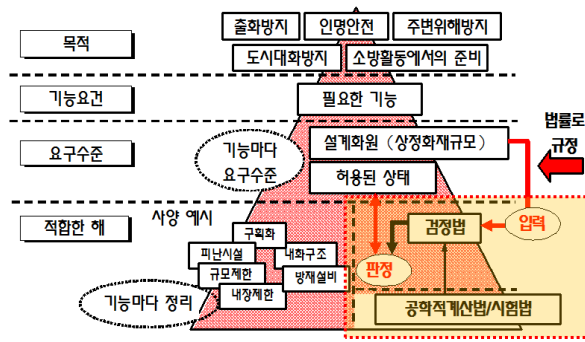 출화방지
인명안전
주변위해방지
목적
도시대화방지
소방활동에서의 준비
기능요건
필요한 기능
법률로
규정
요구수준
기능마다
요구수준
설계화원 (상정화재규모)
허용된 상태
적합한 해
사양 예시
구획화
피난시설
내화구조
규모제한
방재설비
내장제한
기능마다 정리
검정법
입력
판정
공학적계산법/시험법